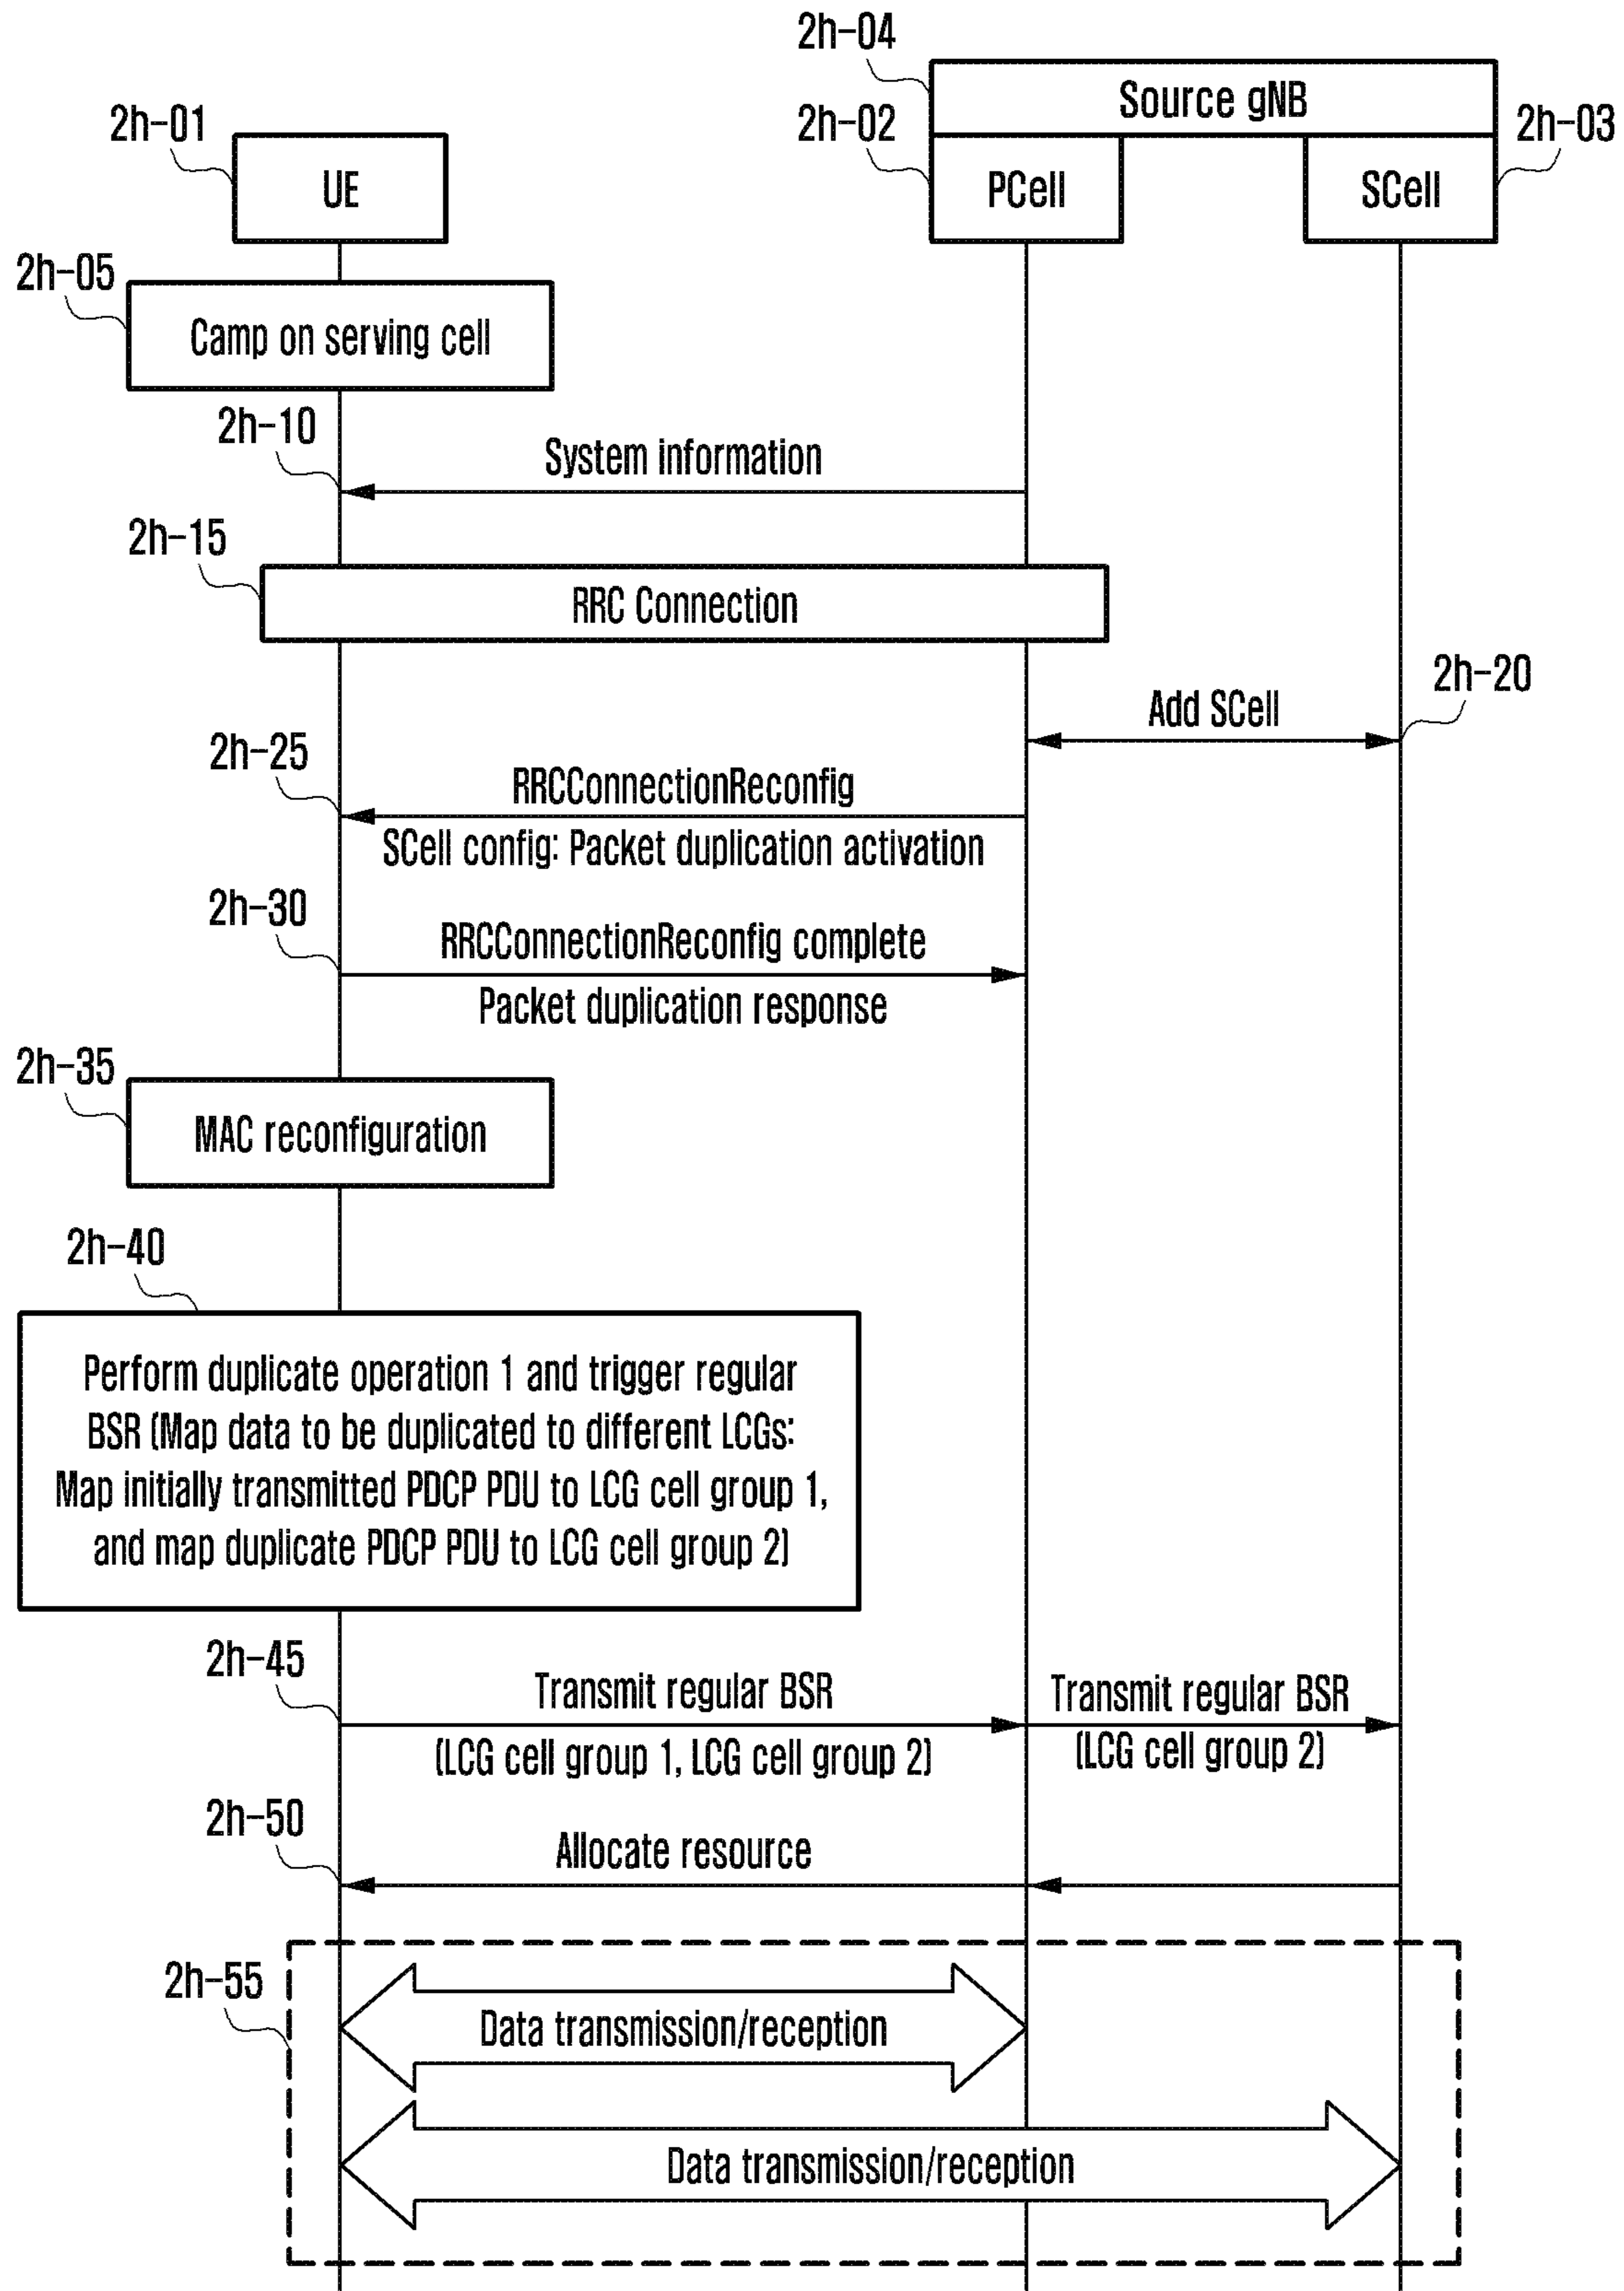 2h-04
Source gNB
2h-01
2h-02
2h-03
UE
PCell
SCell
2h-05
Camp on serving cell
2h-10
System information
2h-15
RRC Connection
2h-20
Add SCell
2h-25
RRCConnectionReconfig
SCell config: Packet duplication activation
2h-30
RRCConnectionReconfig complete
Packet duplication response
2h-35
MAC reconfiguration
2h-40
Perform duplicate operation 1 and trigger regular
BSR (Map data to be duplicated to different LCGs:
Map initially transmitted PDCP PDU to LCG cell group 1,
and map duplicate PDCP PDU to LCG cell group 2)
2h-45
Transmit regular BSR
(LCG cell group 1, LCG cell group 2)
Transmit regular BSR
(LCG cell group 2)
2h-50
Allocate resource
2h-55
Data transmission/reception
Data transmission/reception